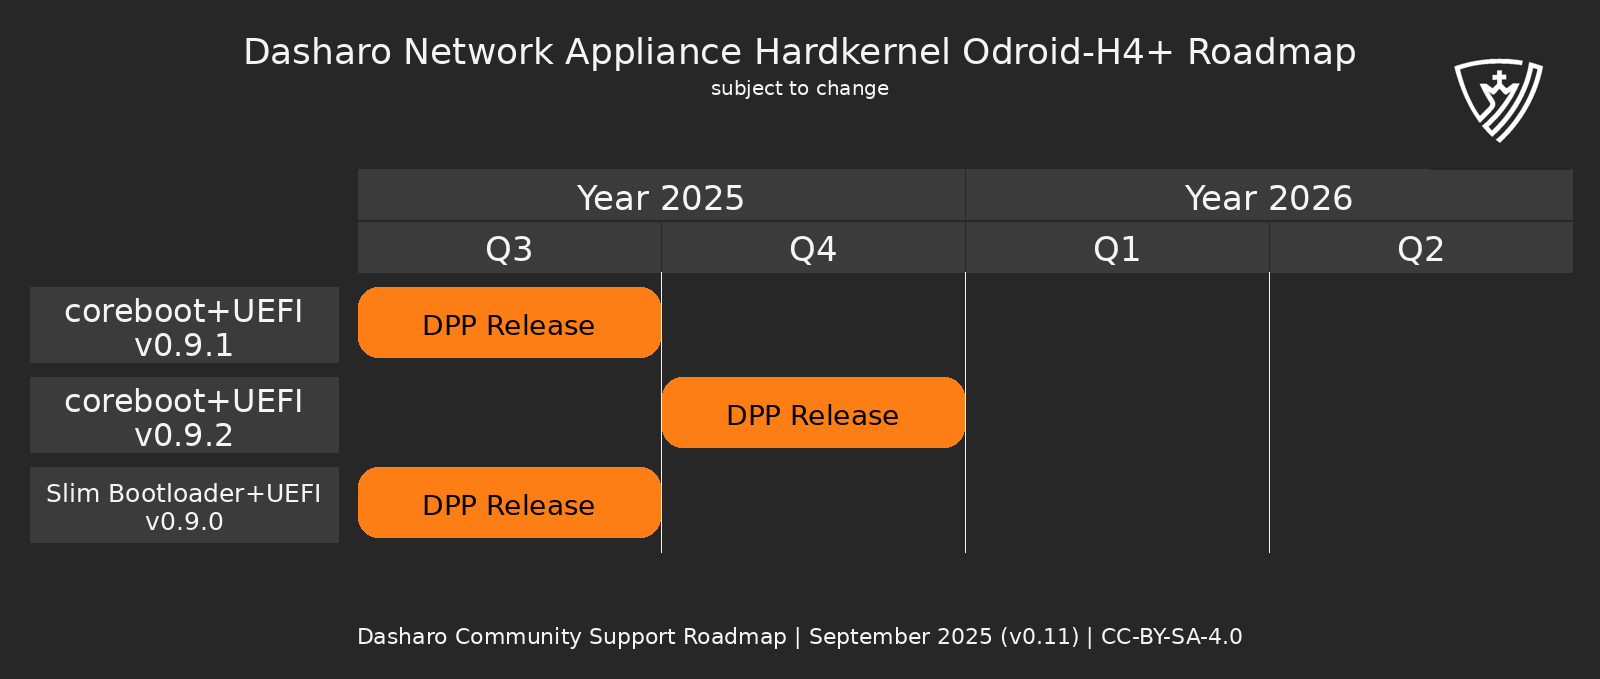 Dasharo Network Appliance Hardkernel Odroid-H4+ Roadmap
subject to change
Year 2025
Year 2026
Q3
Q4
Q1
Q2
coreboot+UEFI
v0.9.1
DPP Release
coreboot+UEFI
v0.9.2
DPP Release
Slim Bootloader+UEFI
v0.9.0
DPP Release
Dasharo Community Support Roadmap | September 2025 (v0.11) | CC-BY-SA-4.0